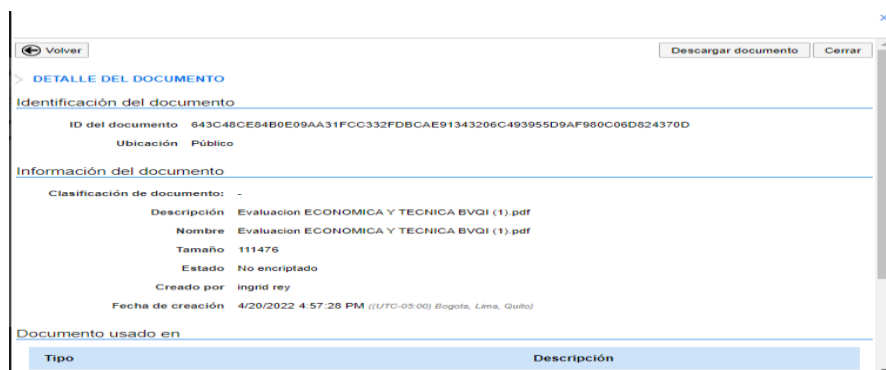 ×
Volver
Descargar documento Cerrar
DETALLE DEL DOCUMENTO
Identificación del documento
ID del documento 643C48CE84B0E09AA31FCC332FDBCAE91343206C493955D9AF980C06D824370D
Ubicación Público
Información del documento
Clasificación de documento: -
Descripción Evaluacion ECONOMICA Y TECNICA BVQI (1).pdf
Nombre Evaluacion ECONOMICA Y TECNICA BVQI (1).pdf
Tamaño 111476
Estado No encriptado
Creado por ingrid rey
Fecha de creación 4/20/2022 4:57:28 PM ((UTC-05:00) Bogota, Lima, Quito)
Documento usado en
Tipo Descripción